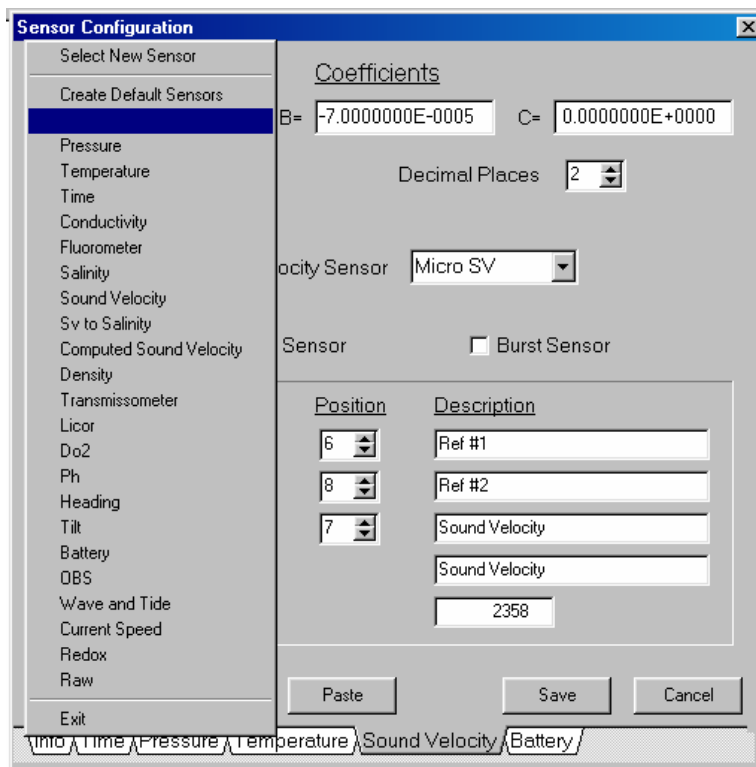 Sensor Configuration
Select New Sensor
Create Default Sensors
Pressure
Temperature
Time
Conductivity
Fluorometer
Salinity
Sound Velocity
Sv to Salinity
Computed Sound Velocity
Density
Transmissometer
Licor
Do2
Ph
Heading
Tilt
Battery
OBS
Wave and Tide
Current Speed
Redox
Raw
Exit
Coefficients
B= -7.0000000E-0005 C= 0.0000000E+0000
Decimal Places 2
ocity Sensor Micro SV
Sensor Burst Sensor
Position Description
6 Ref #1
8 Ref #2
7 Sound Velocity
Sound Velocity
2358
Paste Save Cancel
Info Time Pressure Temperature Sound Velocity Battery